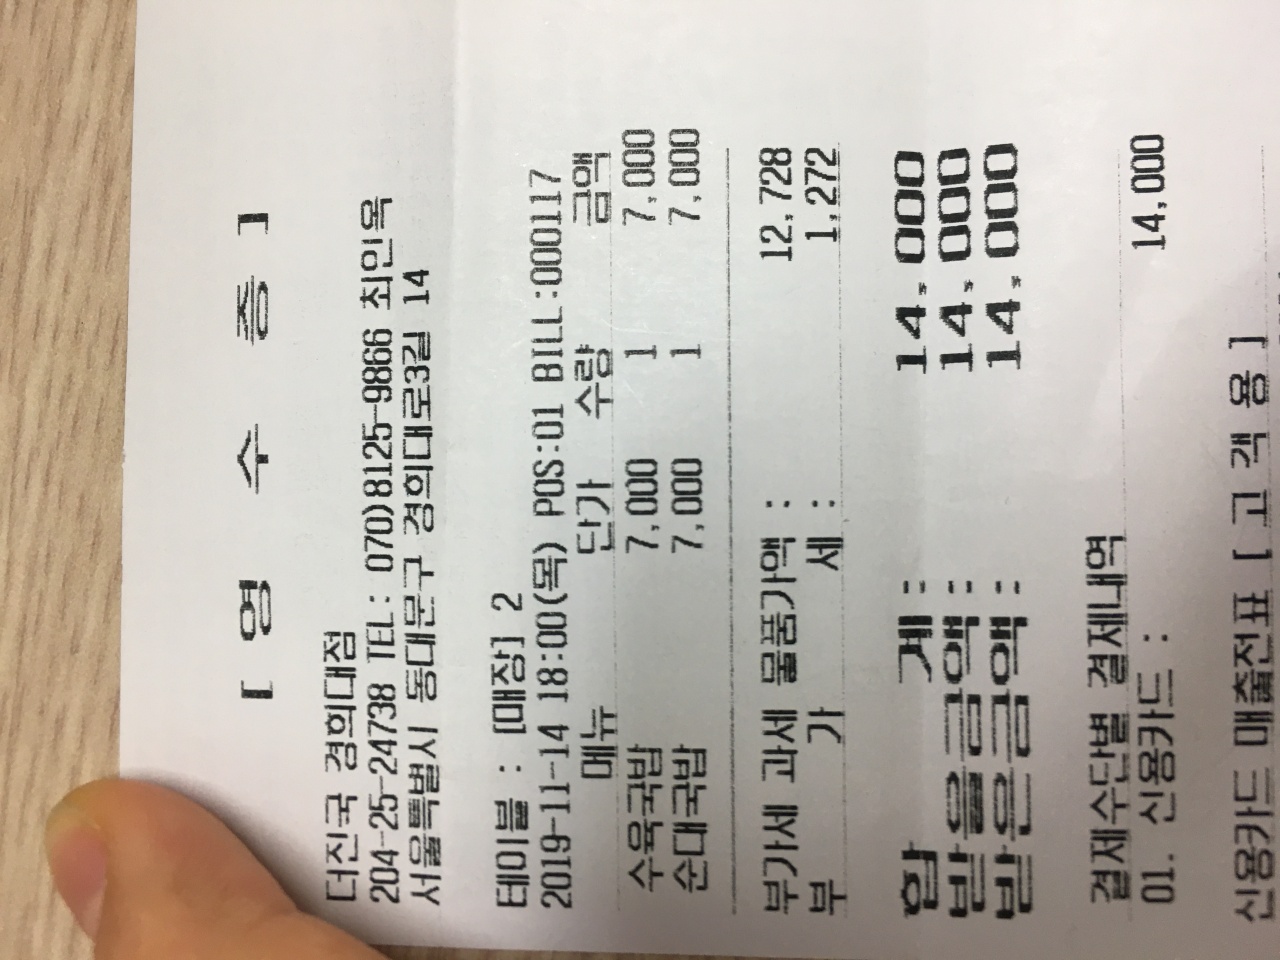 [ 영 수 증 ]
더진국 경희대점
204-25-24738 TEL: 070)8125-9866 최인옥
서울특별시 동대문구 경희대로3길 14
테이블 : [매장] 2
2019-11-14 18:00(목) POS:01 BILL:000117
메뉴 단가 수량 금액
수육국밥 7,000 1 7,000
순대국밥 7,000 1 7,000
부가세 과세 물품가액 : 12,728
부 가 세 : 1,272
합 계 : 14,000
받을금액 : 14,000
받은금액 : 14,000
결제수단별 결제내역
01. 신용카드 : 14,000
신용카드 매출전표 [ 고 객 용 ]